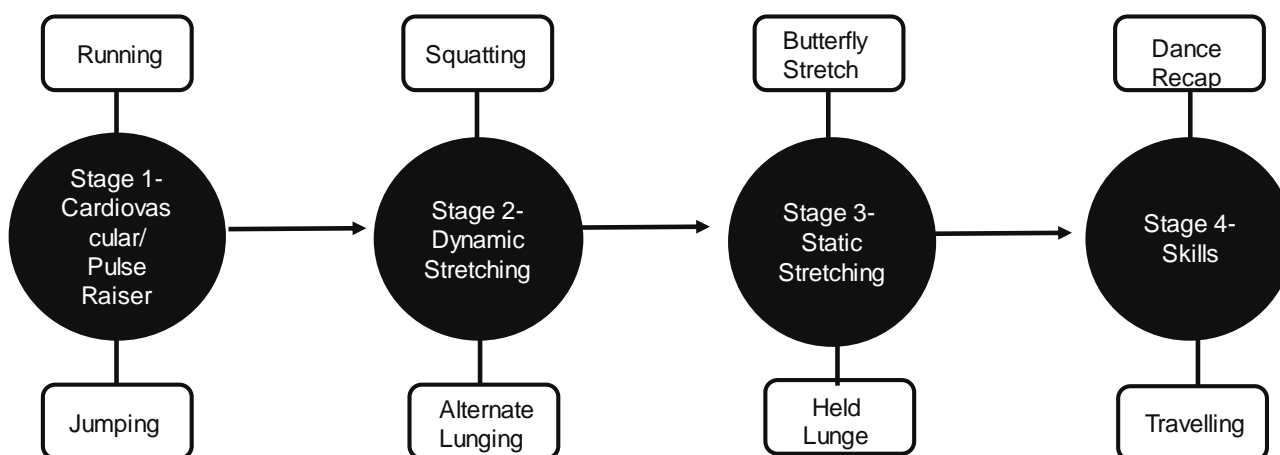 Running
Squatting
Butterfly
Stretch
Dance
Recap
Stage 1-
Cardiovas
cular/
Pulse
Raiser
Stage 2-
Dynamic
Stretching
Stage 3-
Static
Stretching
Stage 4-
Skills
Jumping
Alternate
Lunging
Held
Lunge
Travelling